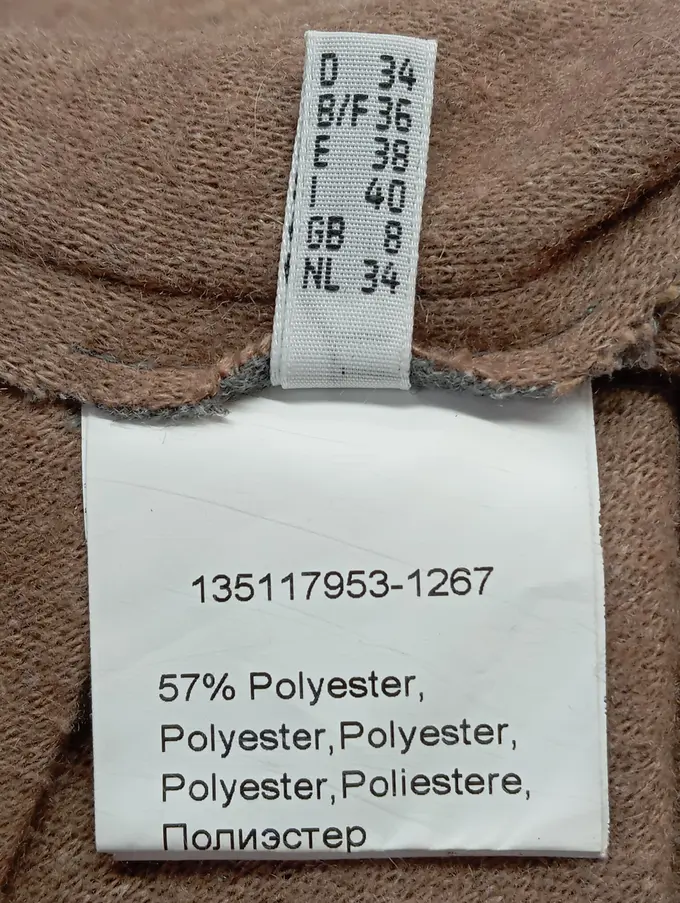 D 34
B/F 36
E 38
I 40
GB 8
NL 34
135117953-1267
57% Polyester,
Polyester,Polyester,
Polyester,Poliestere,
Полиэстер